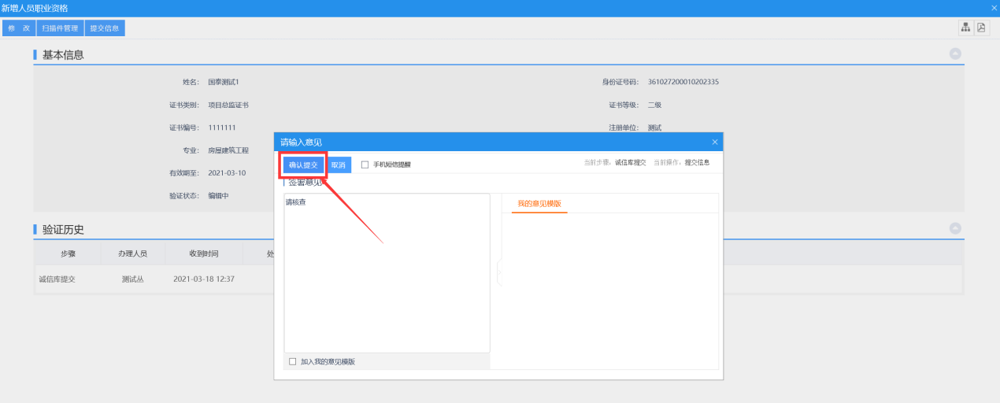 新增人员职业资格
修 改 扫描件管理 提交信息
基本信息
姓名: 国泰测试1 身份证号码: 361027200010202335
证书类别: 项目总监证书 证书等级: 二级
证书编号: 1111111 注册单位: 测试
专业: 房屋建筑工程
有效期至: 2021-03-10
验证状态: 编辑中
请输入意见
确认提交 取消 手机短信提醒 当前步骤: 诚信库提交 当前操作: 提交信息
签署意见
请核查
我的意见模版
加入我的意见模版
验证历史
步骤 办理人员 收到时间 处
诚信库提交 测试丛 2021-03-18 12:37